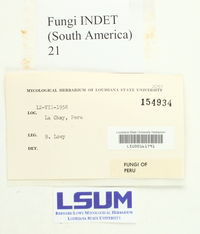 Fungi INDET
(South America)
21
MYCOLOGICAL HERBARIUM OF LOUISIANA STATE UNIVERSITY
154934
12-VII-1958
LOC. La Chay, Peru
LEG. B. Lowy
DET.
FUNGI OF
PERU
LSUM
BERNARD LOWY MYCOLOGICAL HERBARIUM
LOUISIANA STATE UNIVERSITY